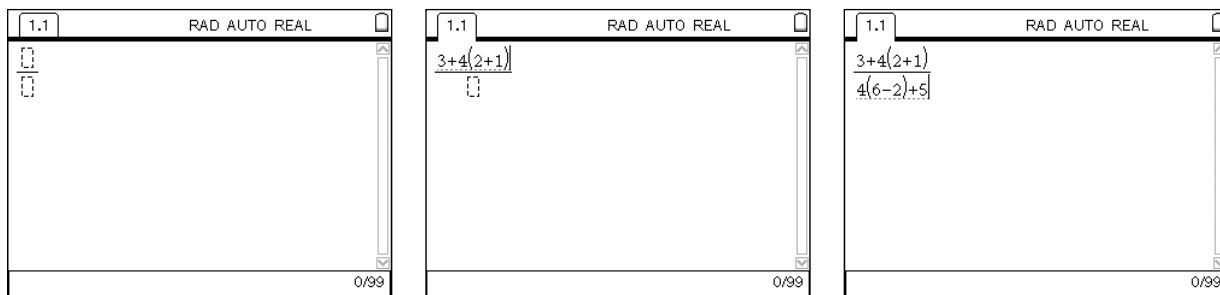 1.1 RAD AUTO REAL
0/99
1.1 RAD AUTO REAL
3+4(2+1)
0/99
1.1 RAD AUTO REAL
3+4(2+1)
4(6−2)+5
0/99